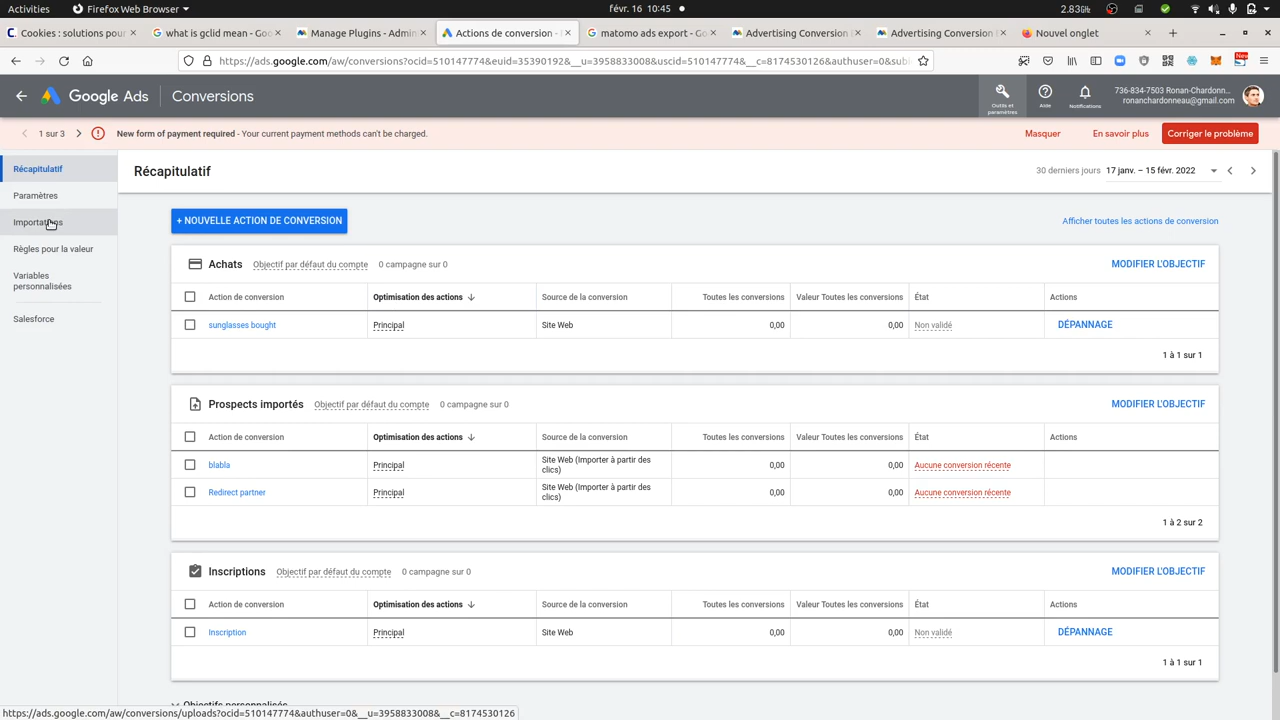 Activities
Firefox Web Browser
févr. 16 10:45
2.83k
Cookies : solutions pour
what is gclid mean - Goo
Manage Plugins - Admin
Actions de conversion -
matomo ads export - Go
Advertising Conversion E
Advertising Conversion
Nouvel onglet
https://ads.google.com/aw/conversions?ocid=510147774&euid=353074192&__u=3958833008&uscid=510147774&__c=8174530126&authuser=0&sub
New
Google Ads
Conversions
Outils et paramètres
Aide
Notifications
736-834-7503 Ronan-Chardonn...
ronanchardonneau@gmail.com
1 sur 3
New form of payment required - Your current payment methods can't be charged.
Masquer
En savoir plus
Corriger le problème
Récapitulatif
Paramètres
Importations
Règles pour la valeur
Variables
personnalisées
Salesforce
Récapitulatif
30 derniers jours 17 janv. – 15 févr. 2022
+ NOUVELLE ACTION DE CONVERSION
Afficher toutes les actions de conversion
Achats Objectif par défaut du compte 0 campagne sur 0 MODIFIER L'OBJECTIF
Action de conversion Optimisation des actions Source de la conversion Toutes les conversions Valeur Toutes les conversions État Actions
sunglasses bought Principal Site Web 0,00 0,00 Non validé DÉPANNAGE
1 à 1 sur 1
Prospects importés Objectif par défaut du compte 0 campagne sur 0 MODIFIER L'OBJECTIF
Action de conversion Optimisation des actions Source de la conversion Toutes les conversions Valeur Toutes les conversions État Actions
blabla Principal Site Web (Importer à partir des clics) 0,00 0,00 Aucune conversion récente
Redirect partner Principal Site Web (Importer à partir des clics) 0,00 0,00 Aucune conversion récente
1 à 2 sur 2
Inscriptions Objectif par défaut du compte 0 campagne sur 0 MODIFIER L'OBJECTIF
Action de conversion Optimisation des actions Source de la conversion Toutes les conversions Valeur Toutes les conversions État Actions
Inscription Principal Site Web 0,00 0,00 Non validé DÉPANNAGE
1 à 1 sur 1
Objectifs personnalisés
https://ads.google.com/aw/conversions/uploads?ocid=510147774&authuser=0&__u=3958833008&__c=8174530126